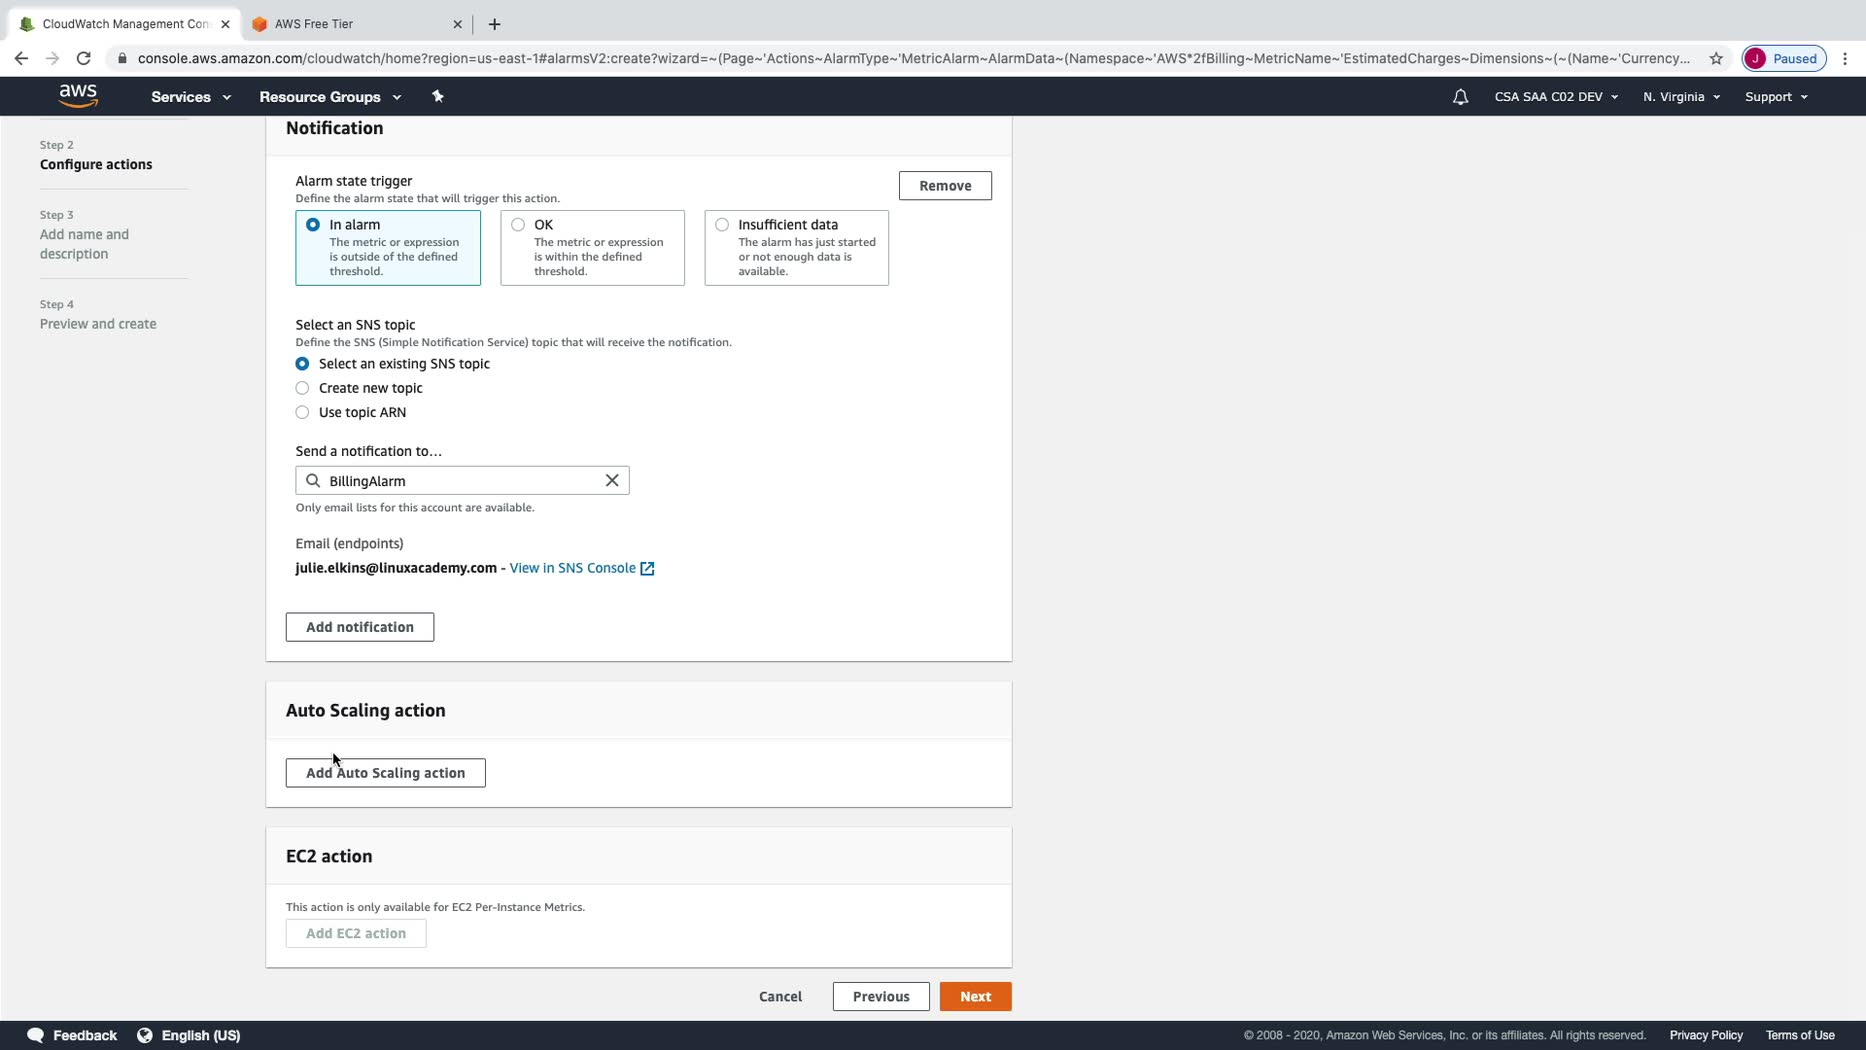 CloudWatch Management Con
AWS Free Tier
console.aws.amazon.com/cloudwatch/home?region=us-east-1#alarmsV2:create?wizard=~(Page~'Actions~AlarmType~'MetricAlarm~AlarmData~(Namespace~'AWS*2fBilling~MetricName~'EstimatedCharges~Dimensions~(~(Name~'Currency...
J Paused
aws Services Resource Groups CSA SAA C02 DEV N. Virginia Support
Step 2
Configure actions
Step 3
Add name and
description
Step 4
Preview and create
Notification
Alarm state trigger
Define the alarm state that will trigger this action.
Remove
In alarm
The metric or expression
is outside of the defined
threshold.
OK
The metric or expression
is within the defined
threshold.
Insufficient data
The alarm has just started
or not enough data is
available.
Select an SNS topic
Define the SNS (Simple Notification Service) topic that will receive the notification.
Select an existing SNS topic
Create new topic
Use topic ARN
Send a notification to…
BillingAlarm
Only email lists for this account are available.
Email (endpoints)
julie.elkins@linuxacademy.com - View in SNS Console
Add notification
Auto Scaling action
Add Auto Scaling action
EC2 action
This action is only available for EC2 Per-Instance Metrics.
Add EC2 action
Cancel Previous Next
Feedback English (US) © 2008 - 2020, Amazon Web Services, Inc. or its affiliates. All rights reserved. Privacy Policy Terms of Use